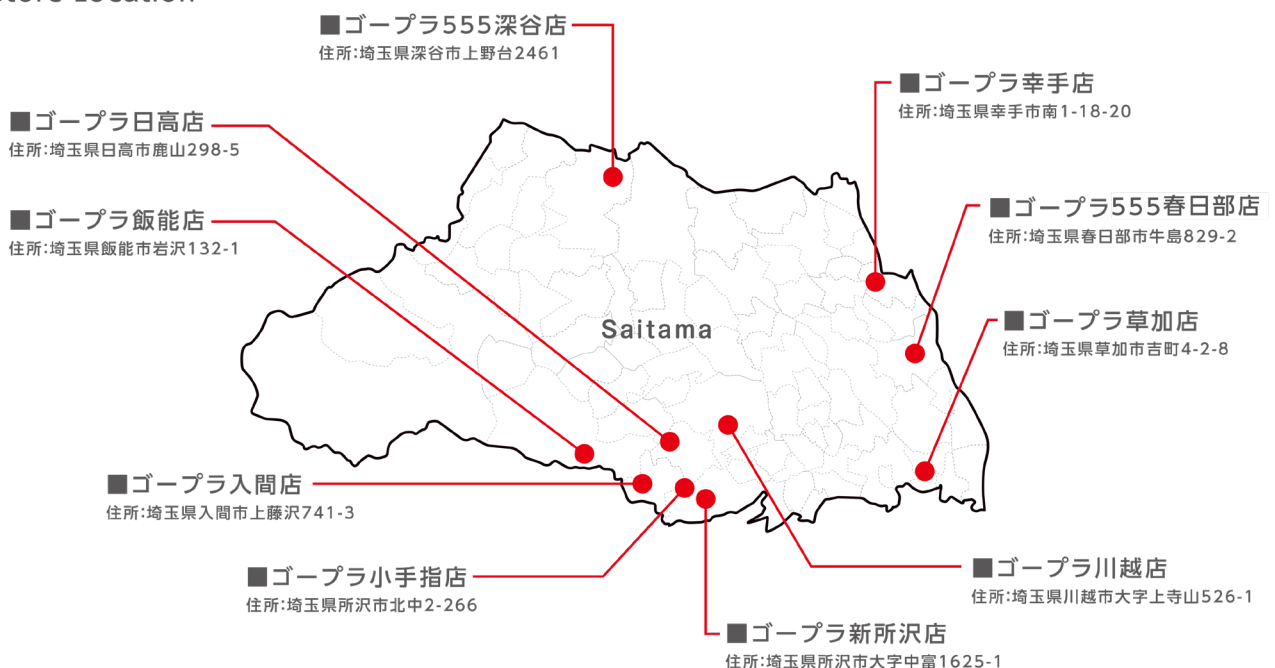 Store Location
■ゴープラ555深谷店
住所:埼玉県深谷市上野台2461
■ゴープラ幸手店
住所:埼玉県幸手市南1-18-20
■ゴープラ日高店
住所:埼玉県日高市鹿山298-5
■ゴープラ555春日部店
住所:埼玉県春日部市牛島829-2
■ゴープラ飯能店
住所:埼玉県飯能市岩沢132-1
Saitama
■ゴープラ草加店
住所:埼玉県草加市吉町4-2-8
■ゴープラ入間店
住所:埼玉県入間市上藤沢741-3
■ゴープラ小手指店
住所:埼玉県所沢市北中2-266
■ゴープラ川越店
住所:埼玉県川越市大字上寺山526-1
■ゴープラ新所沢店
住所:埼玉県所沢市大字中富1625-1